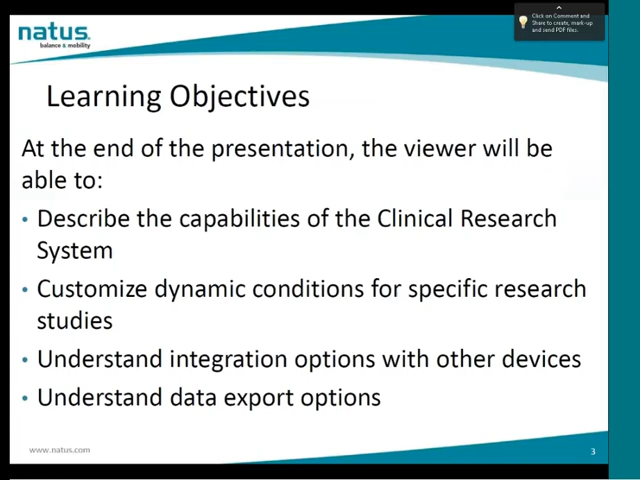 natus.
balance & mobility
Click on Comment and
Share to create, mark-up
and send PDF files.
Learning Objectives
At the end of the presentation, the viewer will be
able to:
• Describe the capabilities of the Clinical Research
System
• Customize dynamic conditions for specific research
studies
• Understand integration options with other devices
• Understand data export options
www.natus.com
3